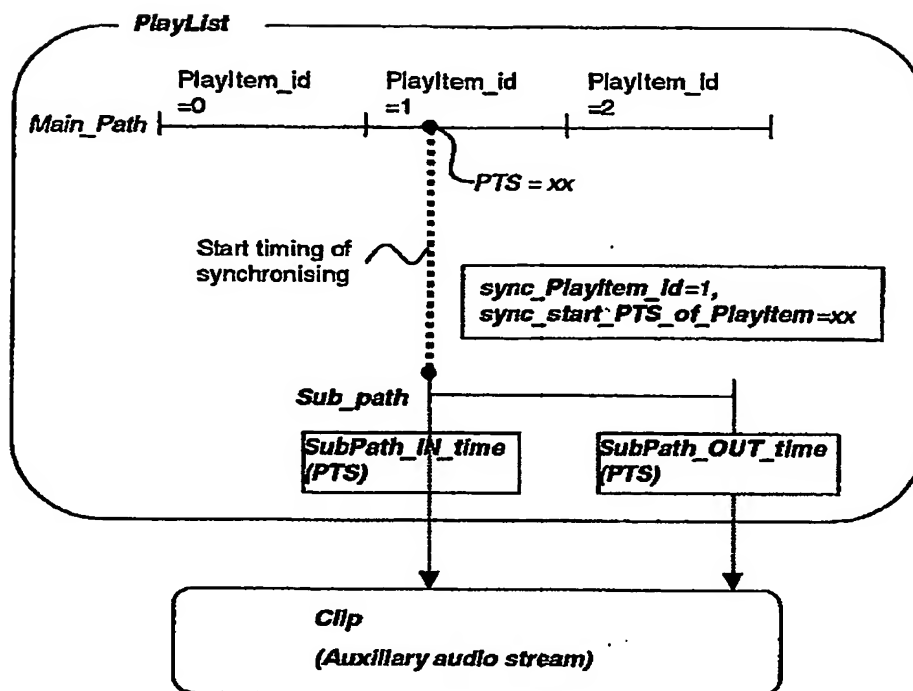 PlayList
PlayItem_id
=0
PlayItem_id
=1
PlayItem_id
=2
Main_Path
PTS = xx
Start timing of
synchronising
sync_PlayItem_id=1,
sync_start_PTS_of_PlayItem=xx
Sub_path
SubPath_IN_time
(PTS)
SubPath_OUT_time
(PTS)
Clip
(Auxillary audio stream)